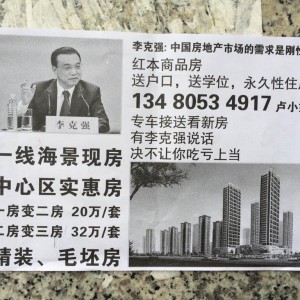 李克强
李克强: 中国房地产市场的需求是刚性
红本商品房
送户口，送学位，永久性住房
134 8053 4917 卢小
专车接送看新房
有李克强说话
决不让你吃亏上当
一线海景现房
中心区实惠房
一房变二房 20万/套
二房变三房 32万/套
精装、毛坯房